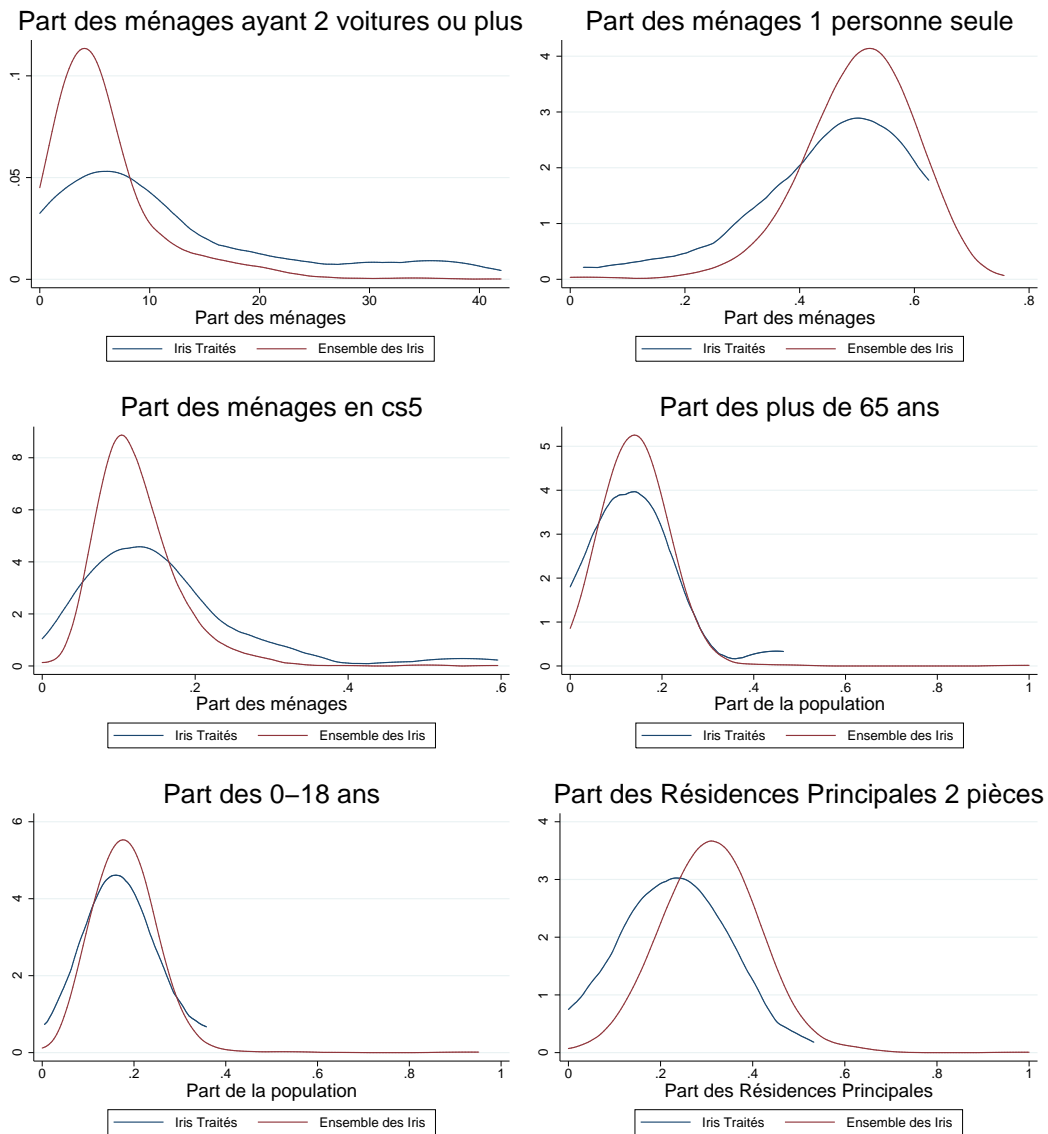 Part des ménages ayant 2 voitures ou plus
.1
.05
0
0 10 20 30 40
Part des ménages
Iris Traités Ensemble des Iris
Part des ménages 1 personne seule
4
3
2
1
0
0 .2 .4 .6 .8
Part des ménages
Iris Traités Ensemble des Iris
Part des ménages en cs5
8
6
4
2
0
0 .2 .4 .6
Part des ménages
Iris Traités Ensemble des Iris
Part des plus de 65 ans
5
4
3
2
1
0
0 .2 .4 .6 .8 1
Part de la population
Iris Traités Ensemble des Iris
Part des 0−18 ans
6
4
2
0
0 .2 .4 .6 .8 1
Part de la population
Iris Traités Ensemble des Iris
Part des Résidences Principales 2 pièces
4
3
2
1
0
0 .2 .4 .6 .8 1
Part des Résidences Principales
Iris Traités Ensemble des Iris